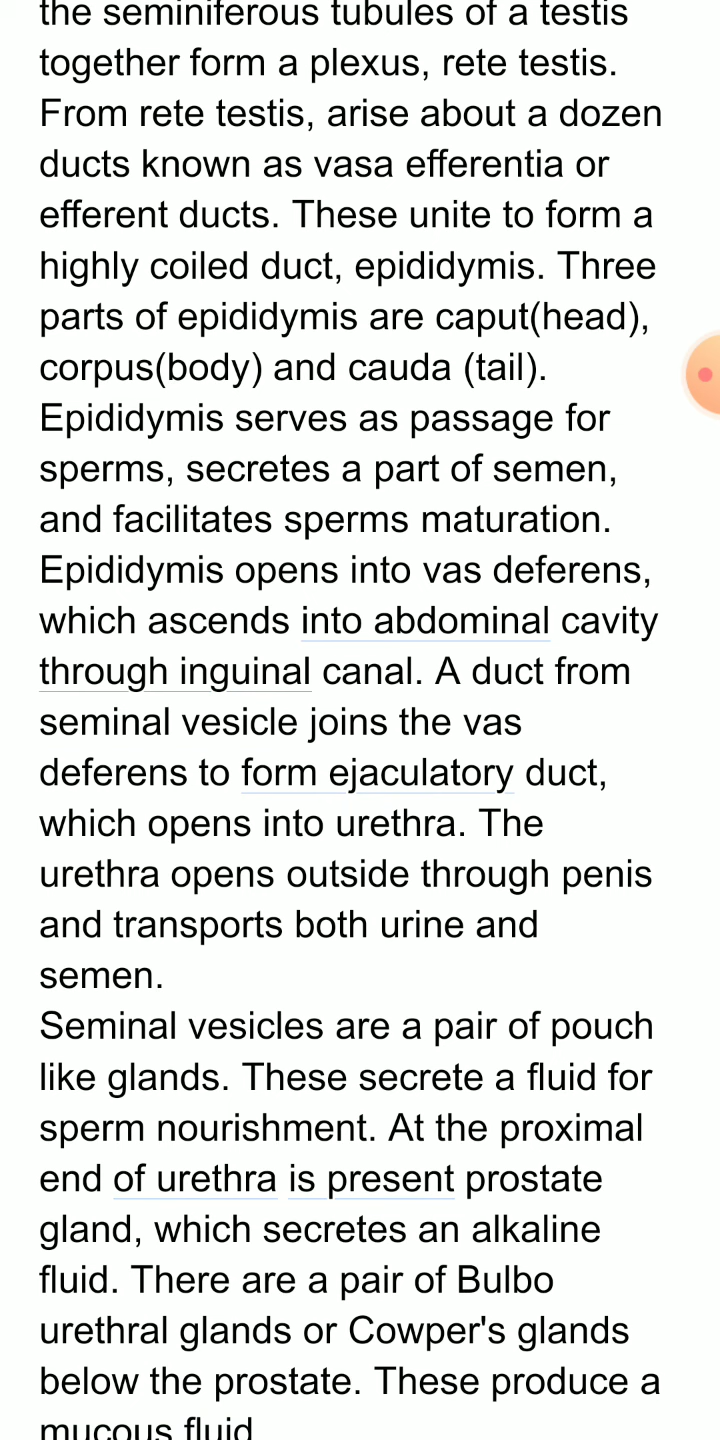 the seminiferous tubules of a testis
together form a plexus, rete testis.
From rete testis, arise about a dozen
ducts known as vasa efferentia or
efferent ducts. These unite to form a
highly coiled duct, epididymis. Three
parts of epididymis are caput(head),
corpus(body) and cauda (tail).
Epididymis serves as passage for
sperms, secretes a part of semen,
and facilitates sperms maturation.
Epididymis opens into vas deferens,
which ascends into abdominal cavity
through inguinal canal. A duct from
seminal vesicle joins the vas
deferens to form ejaculatory duct,
which opens into urethra. The
urethra opens outside through penis
and transports both urine and
semen.
Seminal vesicles are a pair of pouch
like glands. These secrete a fluid for
sperm nourishment. At the proximal
end of urethra is present prostate
gland, which secretes an alkaline
fluid. There are a pair of Bulbo
urethral glands or Cowper's glands
below the prostate. These produce a
mucous fluid